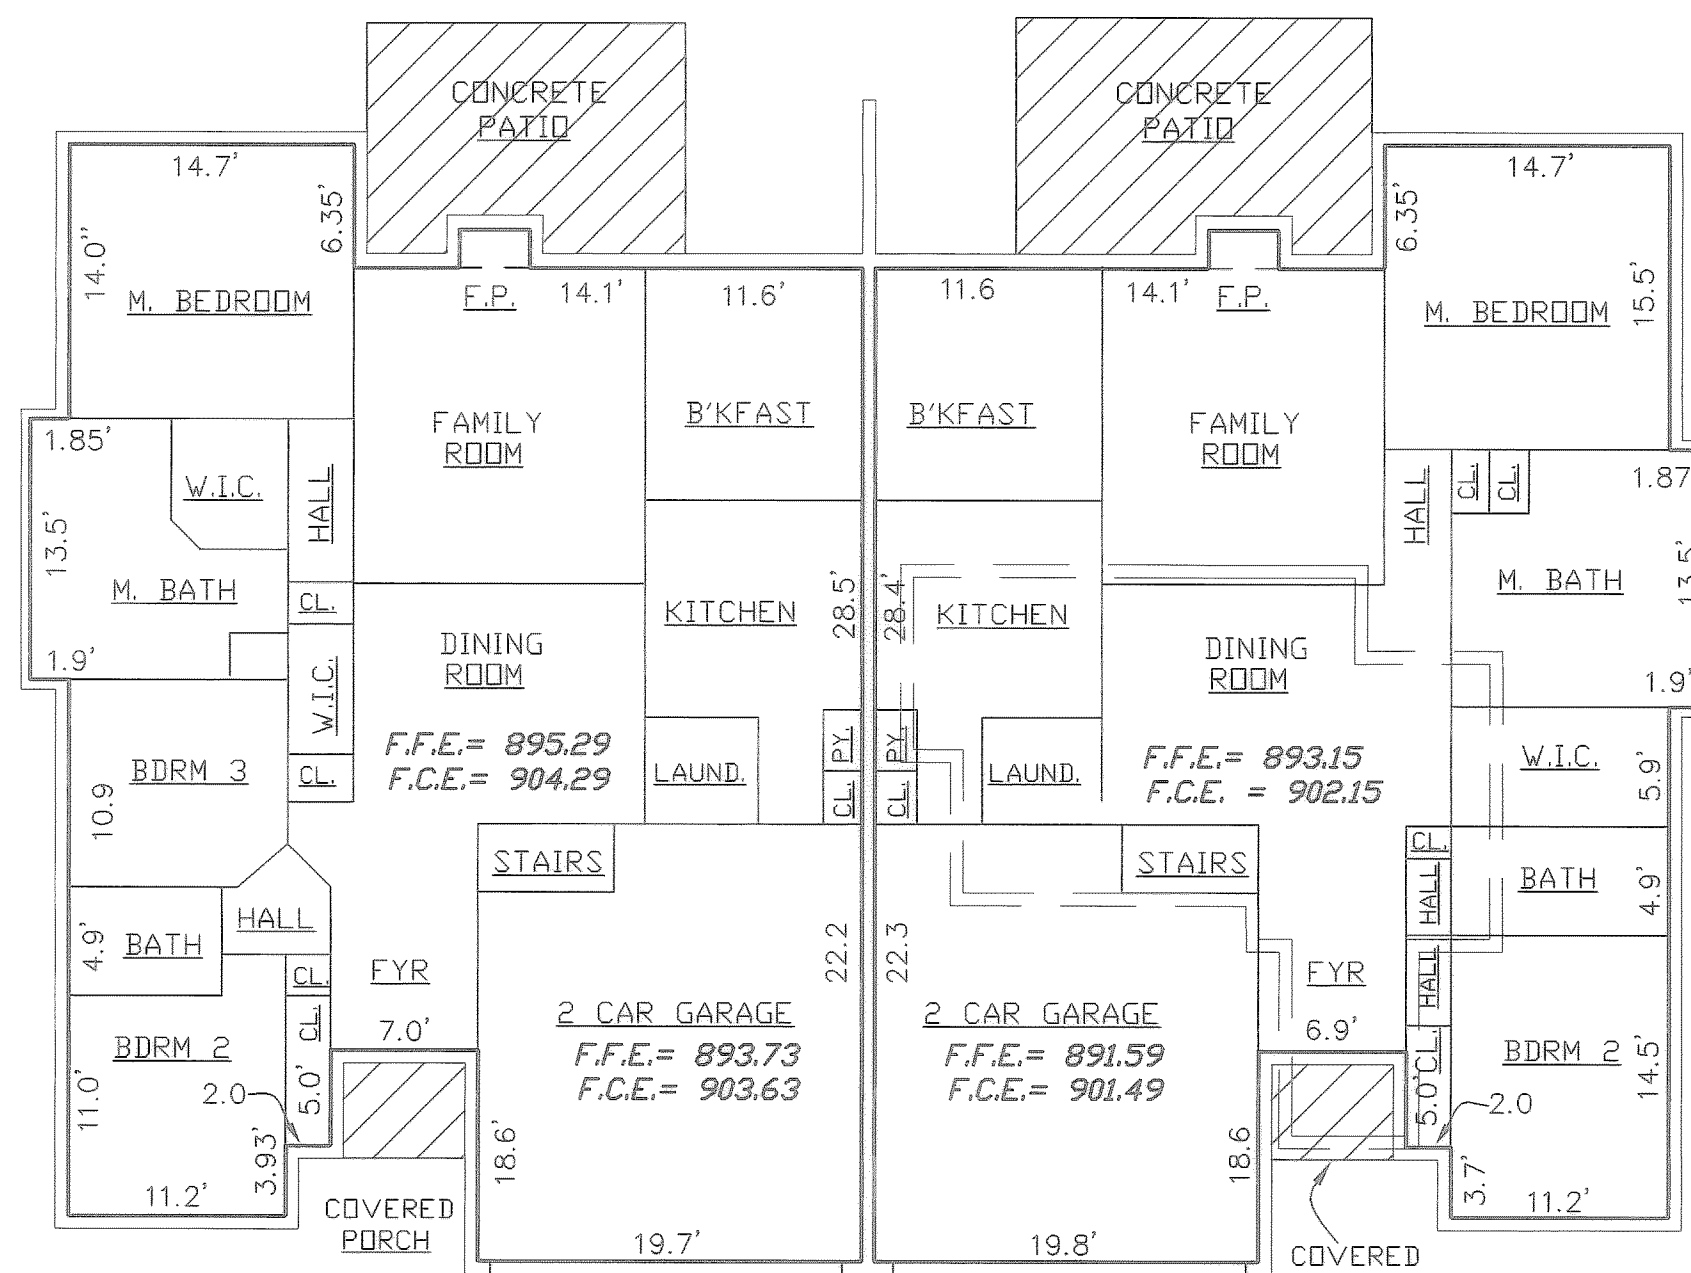 CONCRETE
PATIO
CONCRETE
PATIO
14.7'
6.35'
14.0"
M. BEDROOM
F.P.
14.1'
11.6'
11.6
14.1'
F.P.
6.35'
14.7'
15.5'
M. BEDROOM
FAMILY
ROOM
B'KFAST
B'KFAST
FAMILY
ROOM
1.85'
W.I.C.
HALL
13.5'
M. BATH
CL.
1.9'
W.I.C.
CL.
HALL
CL.
CL.
1.87
M. BATH
13.5'
1.9'
KITCHEN
28.5'
28.4'
KITCHEN
DINING
ROOM
DINING
ROOM
F.F.E.= 895.29
F.C.E.= 904.29
LAUND.
PY.
CL.
PY.
CL.
LAUND.
F.F.E.= 893.15
F.C.E. = 902.15
W.I.C.
5.9'
BDRM 3
10.9
STAIRS
STAIRS
CL.
HALL
BATH
4.9'
HALL
BATH
4.9'
CL.
FYR
22.2
22.3
FYR
HALL
2 CAR GARAGE
F.F.E.= 893.73
F.C.E.= 903.63
2 CAR GARAGE
F.F.E.= 891.59
F.C.E.= 901.49
7.0'
6.9'
BDRM 2
11.0'
CL.
5.0'
2.0
3.93'
11.2'
CL.
5.0'
2.0
BDRM 2
14.5'
3.7'
11.2'
18.6'
18.6
COVERED
PORCH
19.7'
19.8'
COVERED